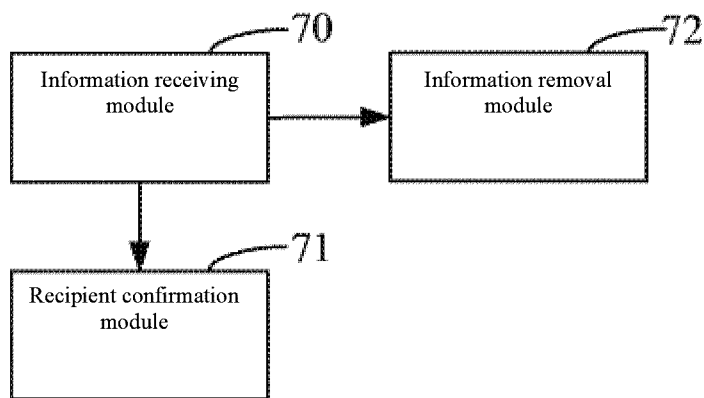 70
Information receiving
module
72
Information removal
module
71
Recipient confirmation
module